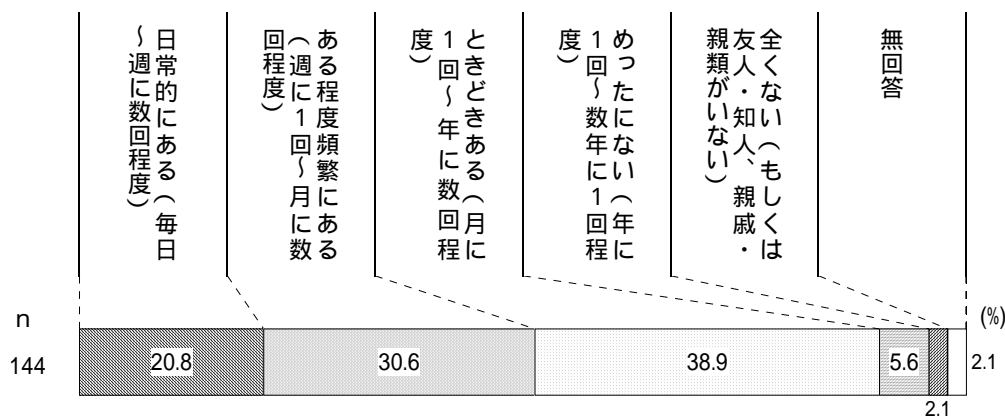 日常的にある(毎日
~週に数回程度)
ある程度頻繁にある
(週に1回~月に数
回程度)
ときどきある(月に
1回~年に数回程
度)
めったにない(年に
1回~数年に1回程
度)
全くない(もしくは
友人・知人、親戚・
親類がいない)
無回答
n
(%)
144
20.8
30.6
38.9
5.6
2.1
2.1